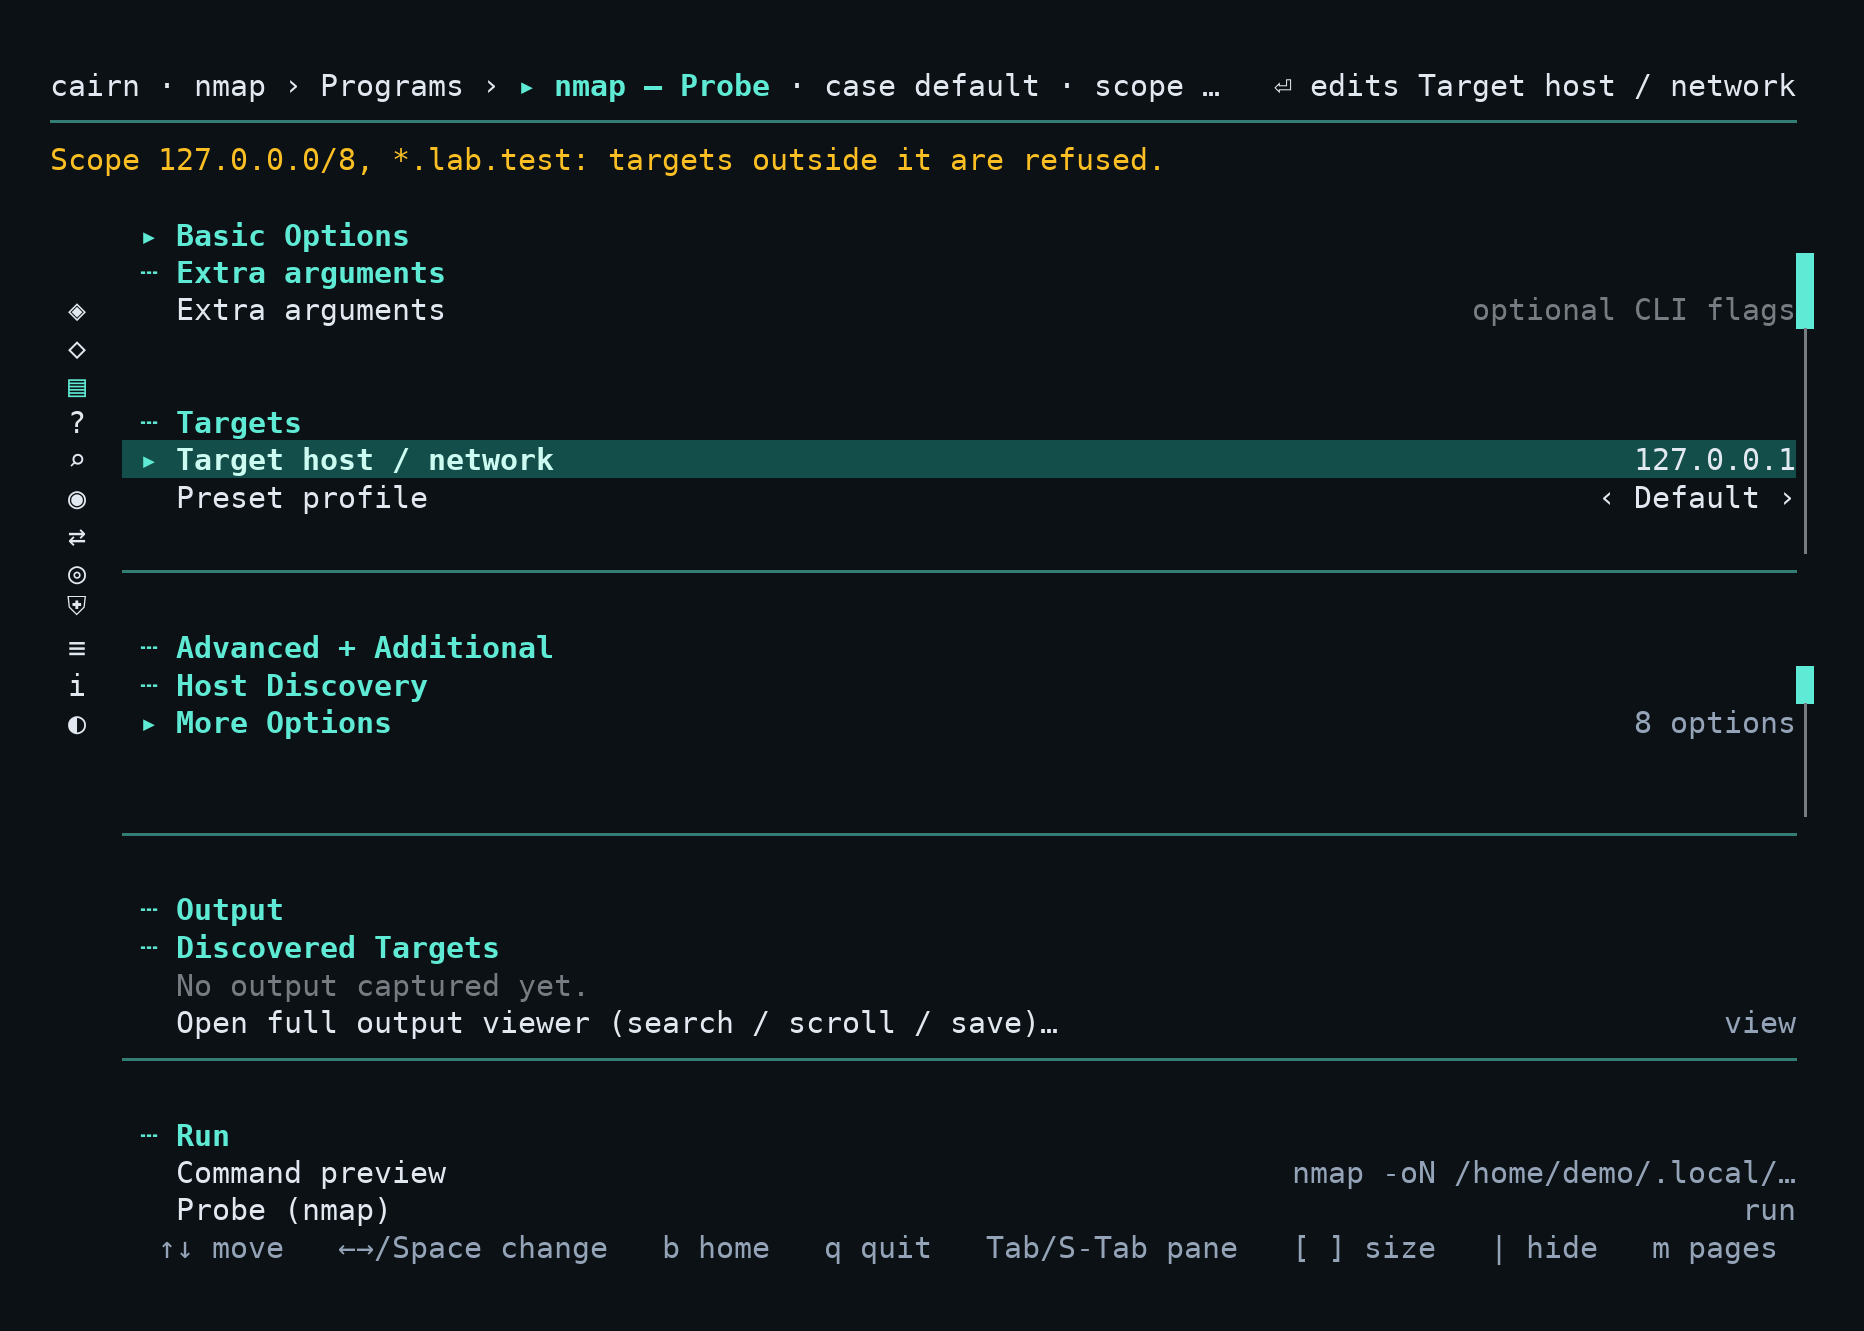 cairn · nmap › Programs › ▸ nmap — Probe · case default · scope … ⏎ edits Target host / network
Scope 127.0.0.0/8, *.lab.test: targets outside it are refused.
▸ Basic Options
┄ Extra arguments
◈ Extra arguments optional CLI flags
◇
▤
? ┄ Targets
⌕ ▸ Target host / network 127.0.0.1
◉ Preset profile ‹ Default ›
⇄
◎
⛨
≡ ┄ Advanced + Additional
i ┄ Host Discovery
◐ ▸ More Options 8 options
┄ Output
┄ Discovered Targets
No output captured yet.
Open full output viewer (search / scroll / save)… view
┄ Run
Command preview nmap -oN /home/demo/.local/…
Probe (nmap) run
↑↓ move ←→/Space change b home q quit Tab/S-Tab pane [ ] size | hide m pages